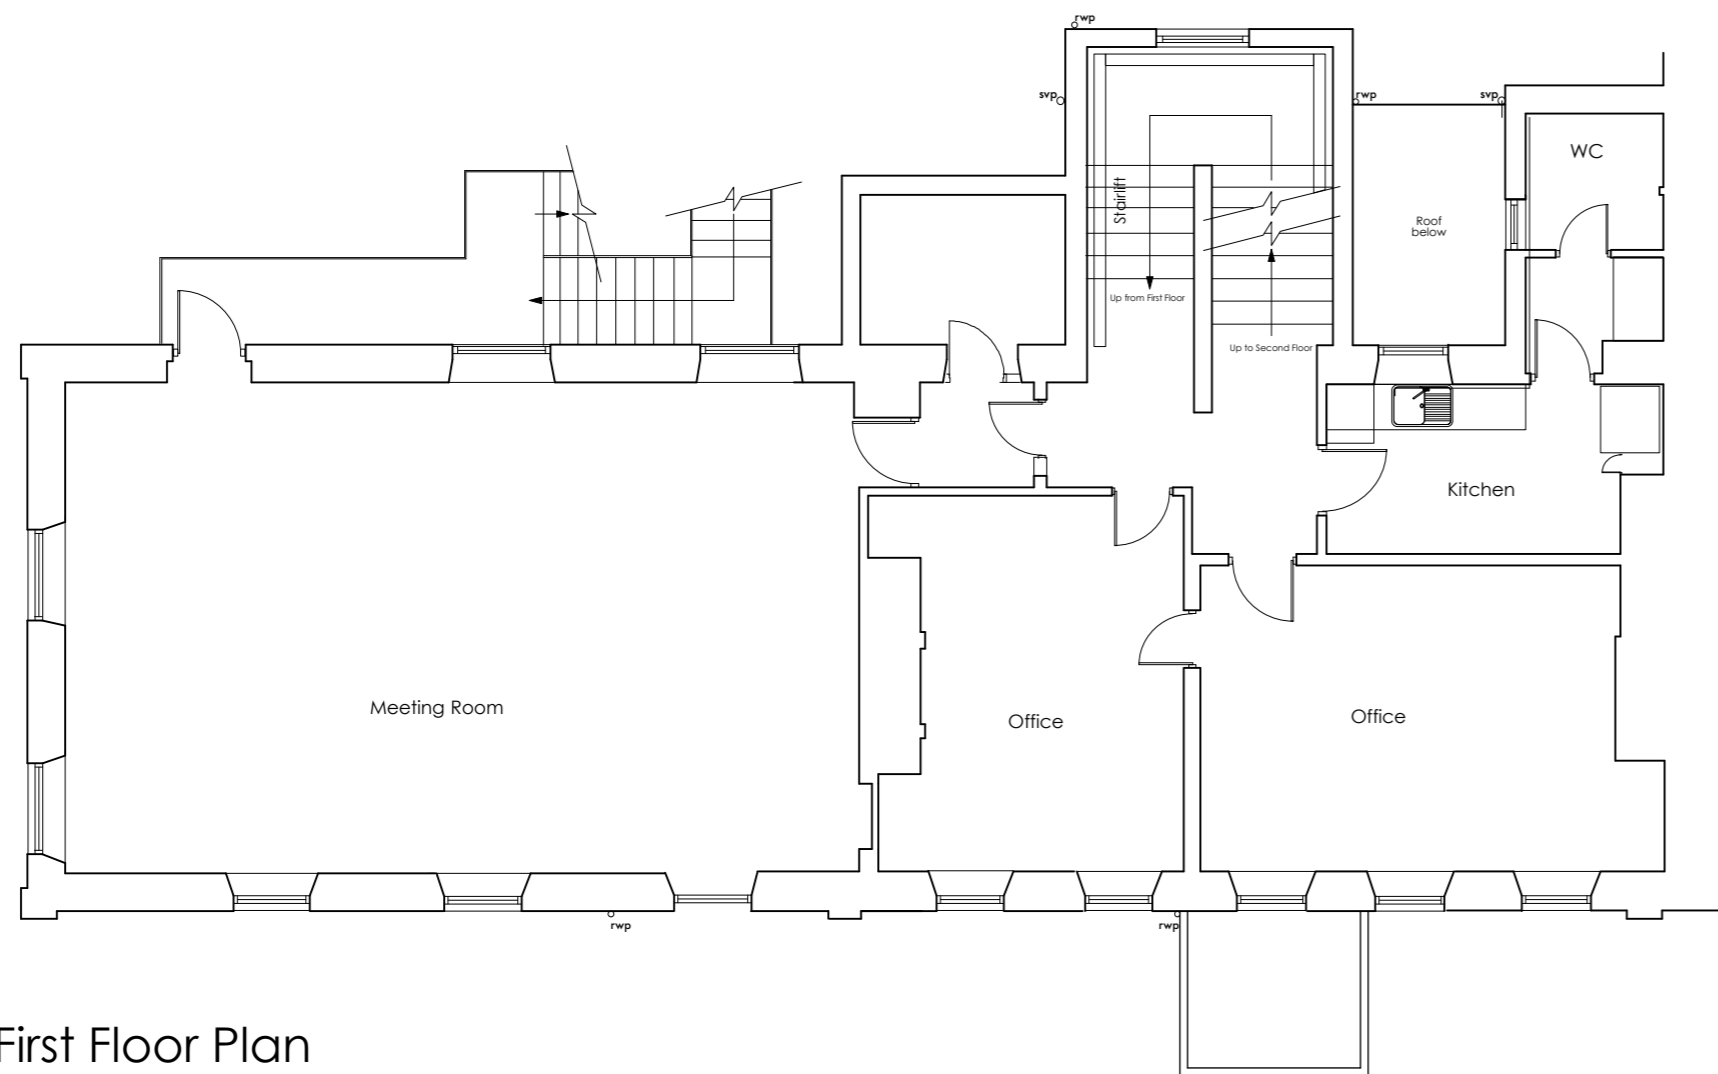 rwp
svp
rwp
svp
WC
Stairlift
Roof
below
Up from First Floor
Up to Second Floor
Kitchen
Meeting Room
Office
Office
rwp
rwp
First Floor Plan